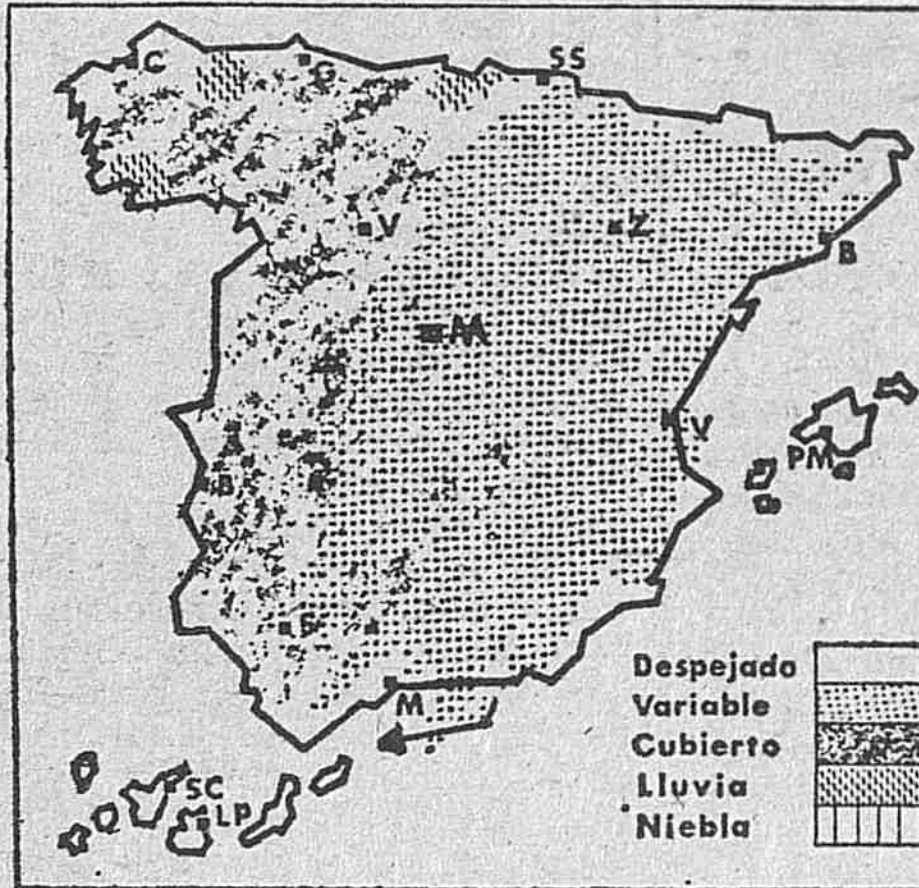 C
G
SS
V
Z
B
M
V
PM
B
S
M
SC
LP
Despejado
Variable
Cubierto
Lluvia
Niebla